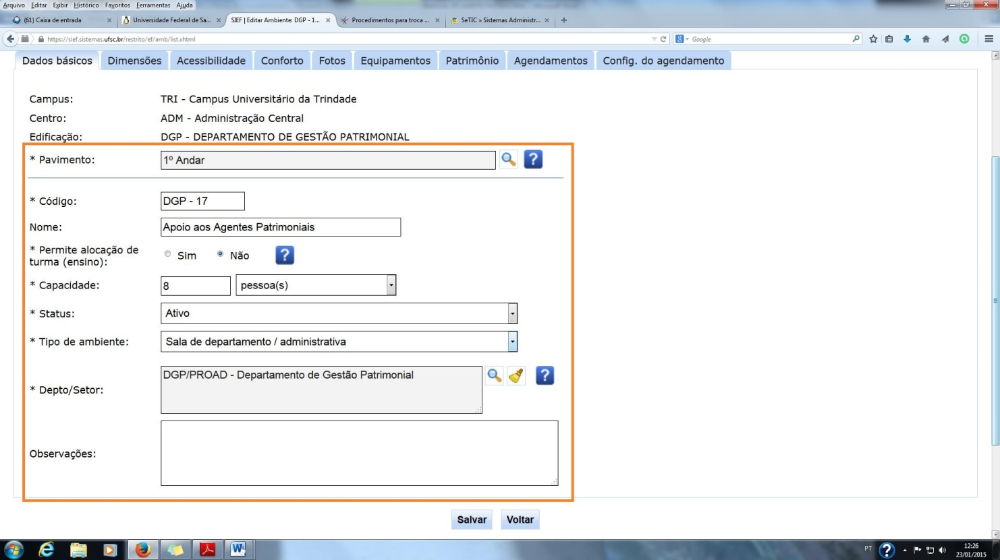 Arquivo Editar Exibir Histórico Favoritos Ferramentas Ajuda
(61) Caixa de entrada × Universidade Federal de Sa... × SIEF | Editar Ambiente: DGP - 1... × Procedimentos para troca ... × SeTIC » Sistemas Administr... × +
https://sief.sistemas.ufsc.br/restrito/ef/amb/list.xhtml Google
Dados básicos Dimensões Acessibilidade Conforto Fotos Equipamentos Patrimônio Agendamentos Config. do agendamento
Campus: TRI - Campus Universitário da Trindade
Centro: ADM - Administração Central
Edificação: DGP - DEPARTAMENTO DE GESTÃO PATRIMONIAL
* Pavimento: 1º Andar ?
* Código: DGP - 17
Nome: Apoio aos Agentes Patrimoniais
* Permite alocação de
turma (ensino): Sim Não ?
* Capacidade: 8 pessoa(s)
* Status: Ativo
* Tipo de ambiente: Sala de departamento / administrativa
DGP/PROAD - Departamento de Gestão Patrimonial ?
* Depto/Setor:
Observações:
Salvar Voltar
PT ? 12:26
23/01/2015